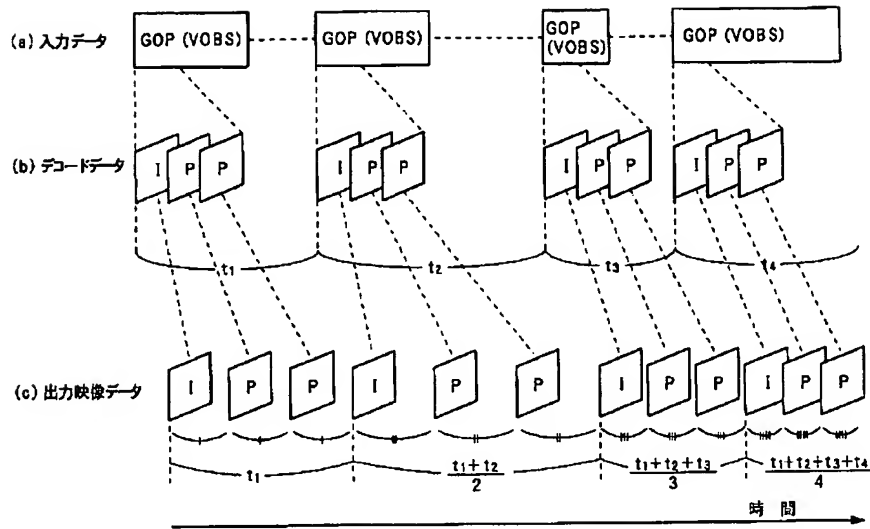 (a) 入力データ
GOP (VOBS)
GOP (VOBS)
GOP
(VOBS)
GOP (VOBS)
(b) デコードデータ
I P P
I P P
I P P
I P P
t1
t2
t3
t4
(c) 出力映像データ
I P P
I P P
I P P
I P P
t1
t1+t2
2
t1+t2+t3
3
t1+t2+t3+t4
4
時間